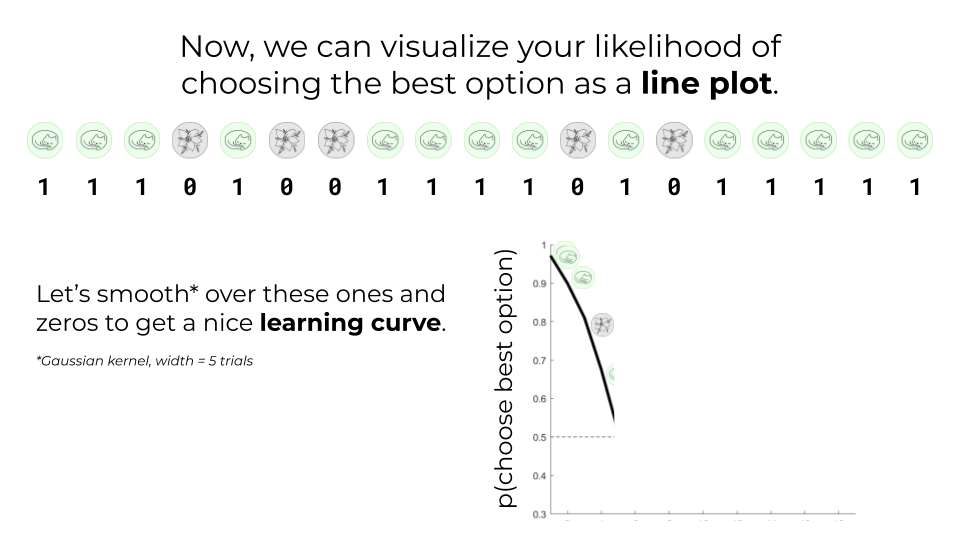 Now, we can visualize your likelihood of
choosing the best option as a line plot.
1 1 1 0 1 0 0 1 1 1 1 0 1 0 1 1 1 1 1
Let’s smooth* over these ones and
zeros to get a nice learning curve.
*Gaussian kernel, width = 5 trials
p(choose best option)
1
0.9
0.8
0.7
0.6
0.5
0.4
0.3